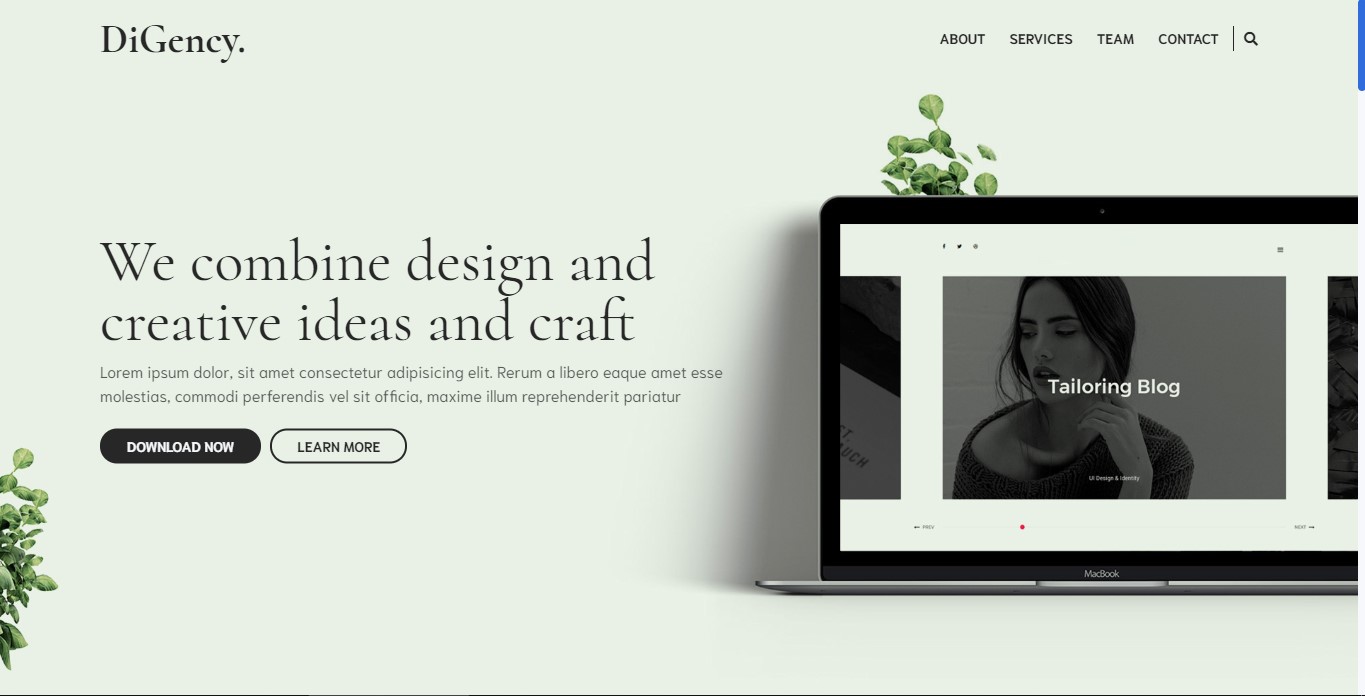 DiGency.
ABOUT SERVICES TEAM CONTACT
We combine design and
creative ideas and craft
Lorem ipsum dolor, sit amet consectetur adipisicing elit. Rerum a libero eaque amet esse
molestias, commodi perferendis vel sit officia, maxime illum reprehenderit pariatur
DOWNLOAD NOW LEARN MORE
Tailoring Blog
UI Design & Identity
PREV NEXT
MacBook